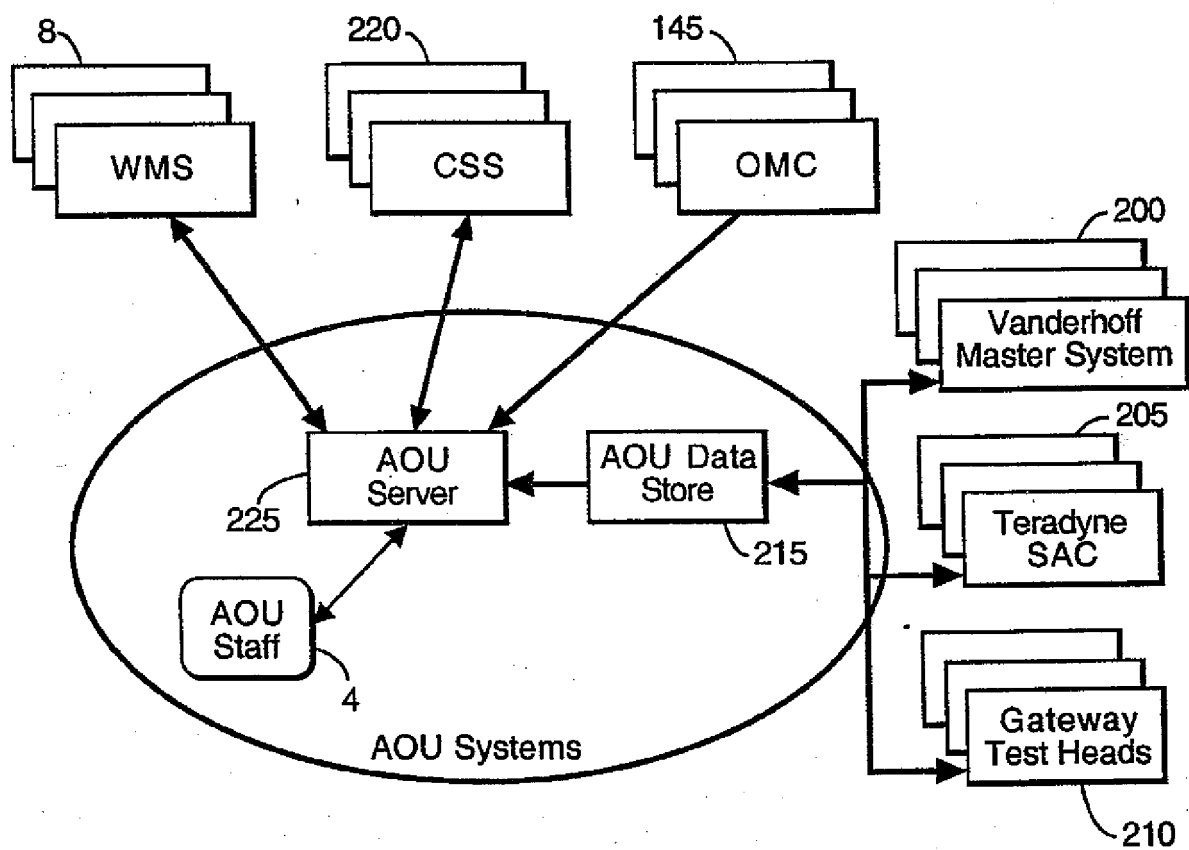 8
220
145
WMS
CSS
OMC
200
Vanderhoff
Master System
205
AOU
Server
AOU Data
Store
225
215
Teradyne
SAC
AOU
Staff
4
Gateway
Test Heads
AOU Systems
210